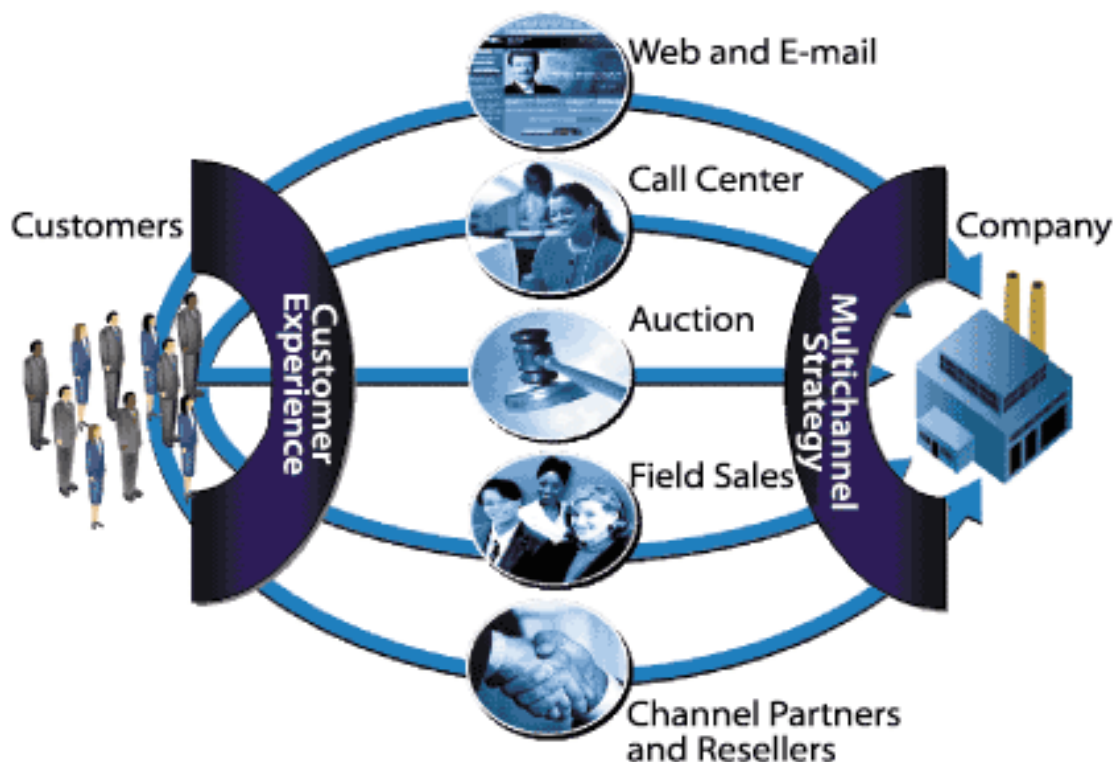 Web and E-mail
Call Center
Customers
Company
Customer
Experience
Auction
Multichannel
Strategy
Field Sales
Channel Partners
and Resellers